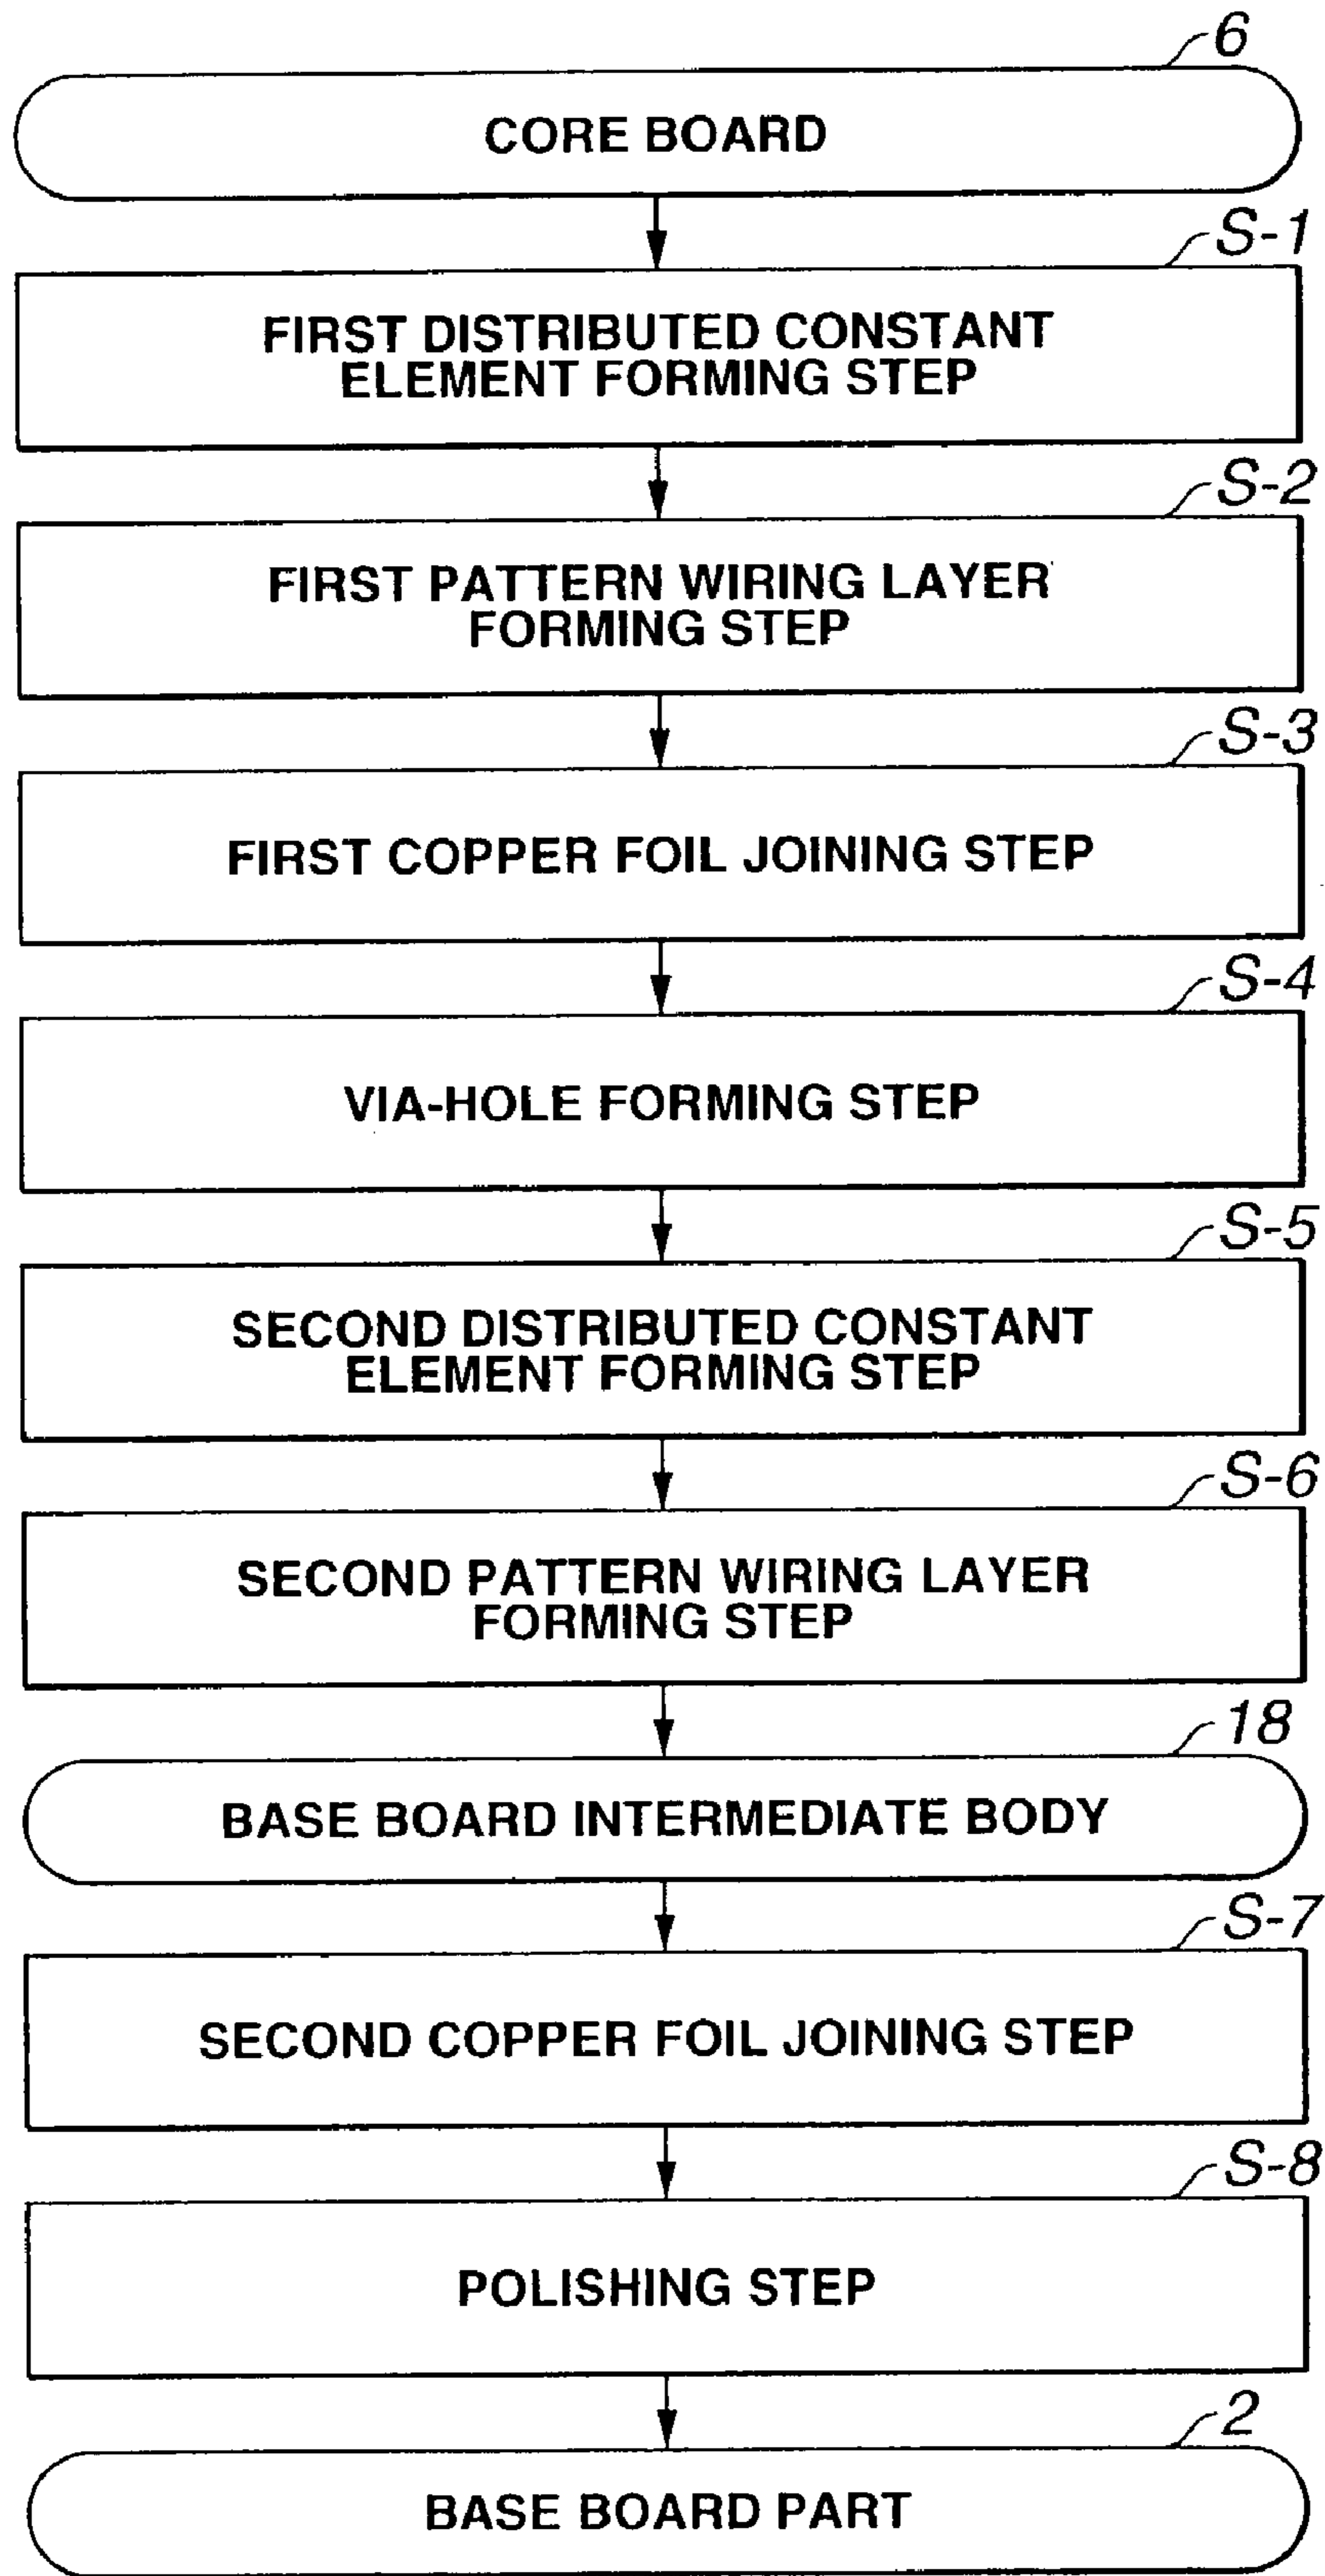 6
CORE BOARD
S-1
FIRST DISTRIBUTED CONSTANT
ELEMENT FORMING STEP
S-2
FIRST PATTERN WIRING LAYER
FORMING STEP
S-3
FIRST COPPER FOIL JOINING STEP
S-4
VIA-HOLE FORMING STEP
S-5
SECOND DISTRIBUTED CONSTANT
ELEMENT FORMING STEP
S-6
SECOND PATTERN WIRING LAYER
FORMING STEP
18
BASE BOARD INTERMEDIATE BODY
S-7
SECOND COPPER FOIL JOINING STEP
S-8
POLISHING STEP
2
BASE BOARD PART